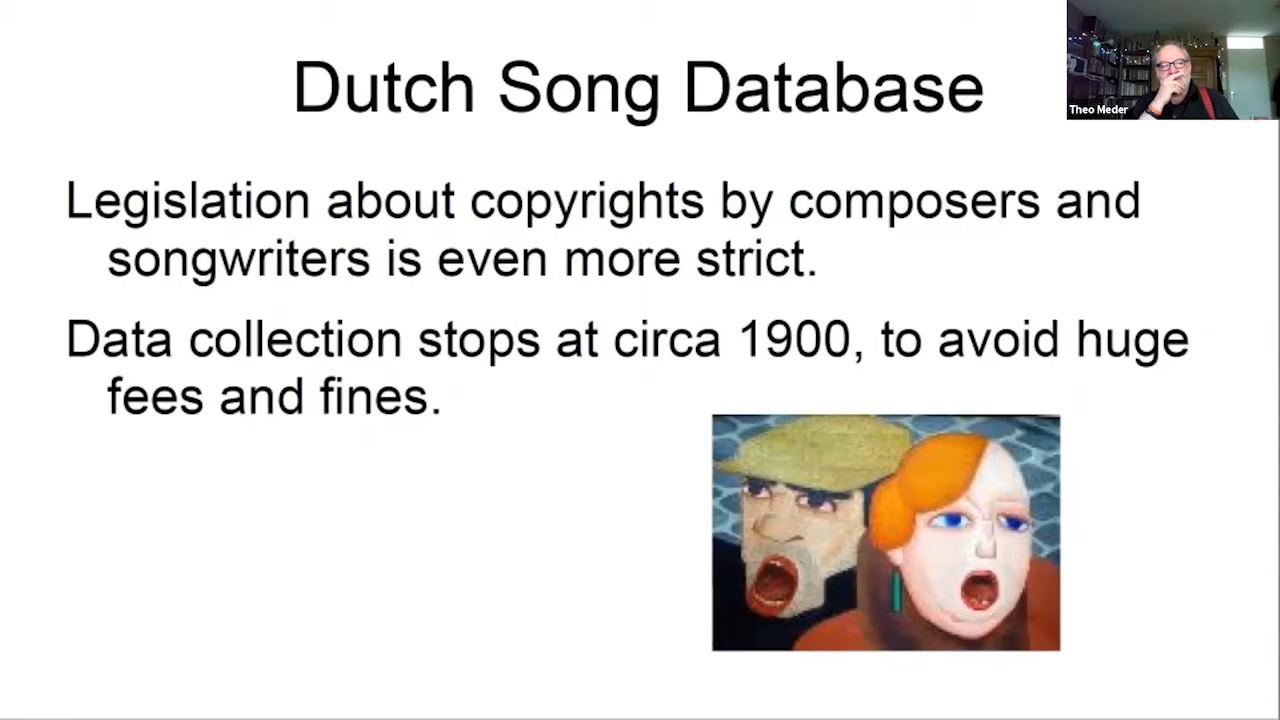 Dutch Song Database
Theo Meder
Legislation about copyrights by composers and
songwriters is even more strict.
Data collection stops at circa 1900, to avoid huge
fees and fines.